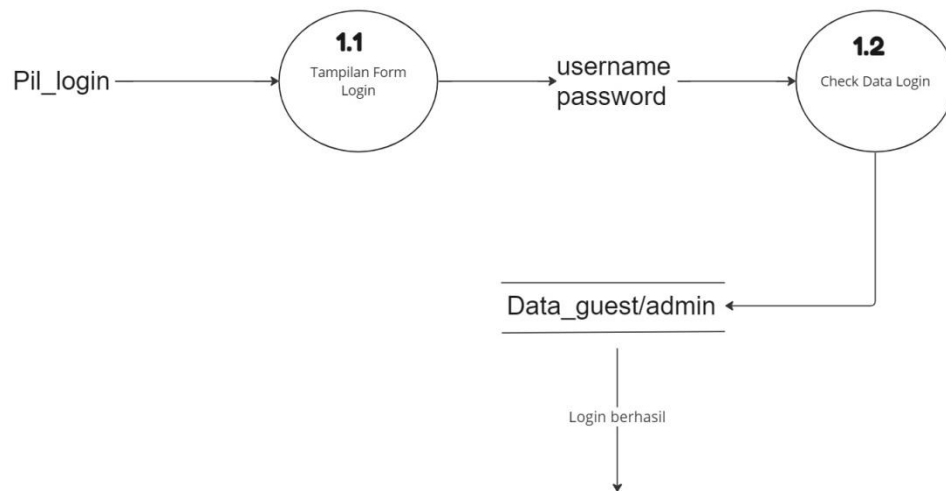 1.1
Tampilan Form
Login
Pil_login
username
password
1.2
Check Data Login
Data_guest/admin
Login berhasil